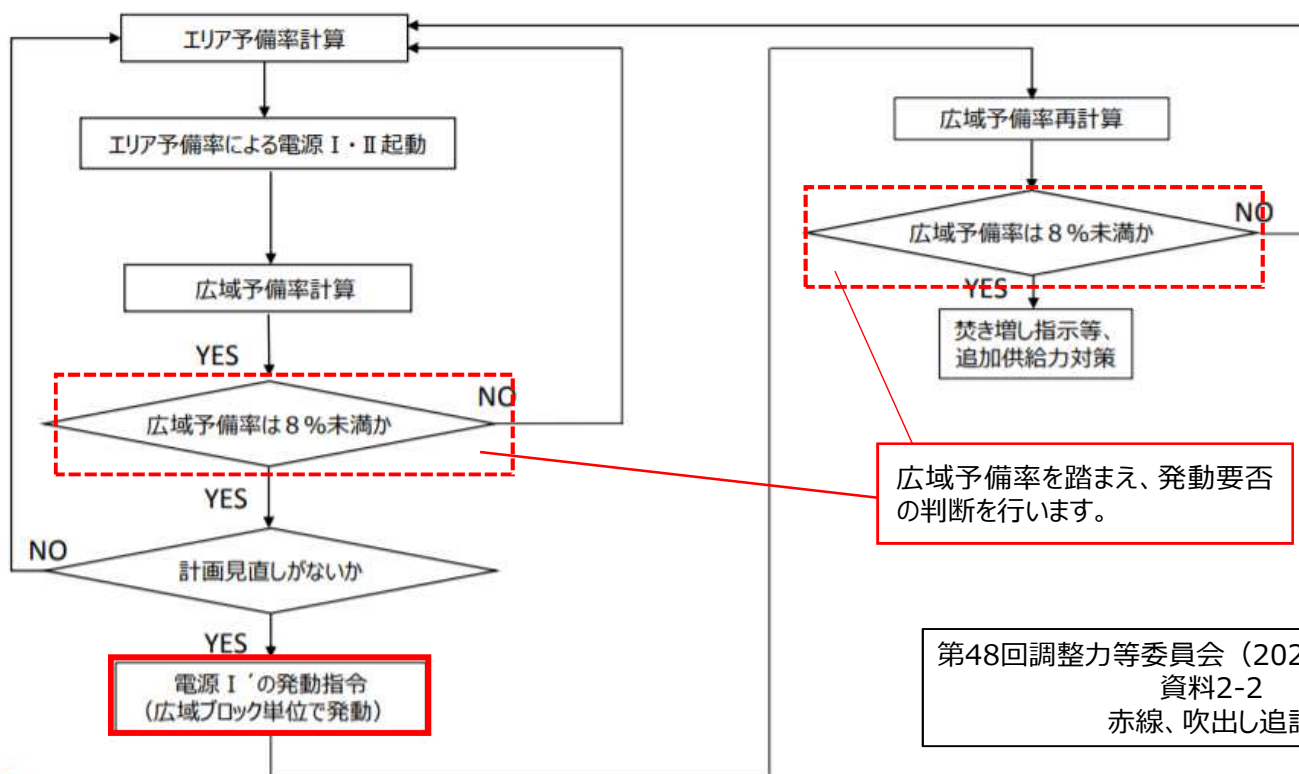 エリア予備率計算
エリア予備率による電源Ⅰ・Ⅱ起動
広域予備率計算
YES
広域予備率は８％未満か
NO
YES
計画見直しがないか
NO
YES
電源Ⅰ´の発動指令
（広域ブロック単位で発動）
広域予備率再計算
広域予備率は８％未満か
NO
YES
焚き増し指示等、
追加供給力対策
広域予備率を踏まえ、発動要否
の判断を行います。
第48回調整力等委員会（202
資料2-2
赤線、吹出し追